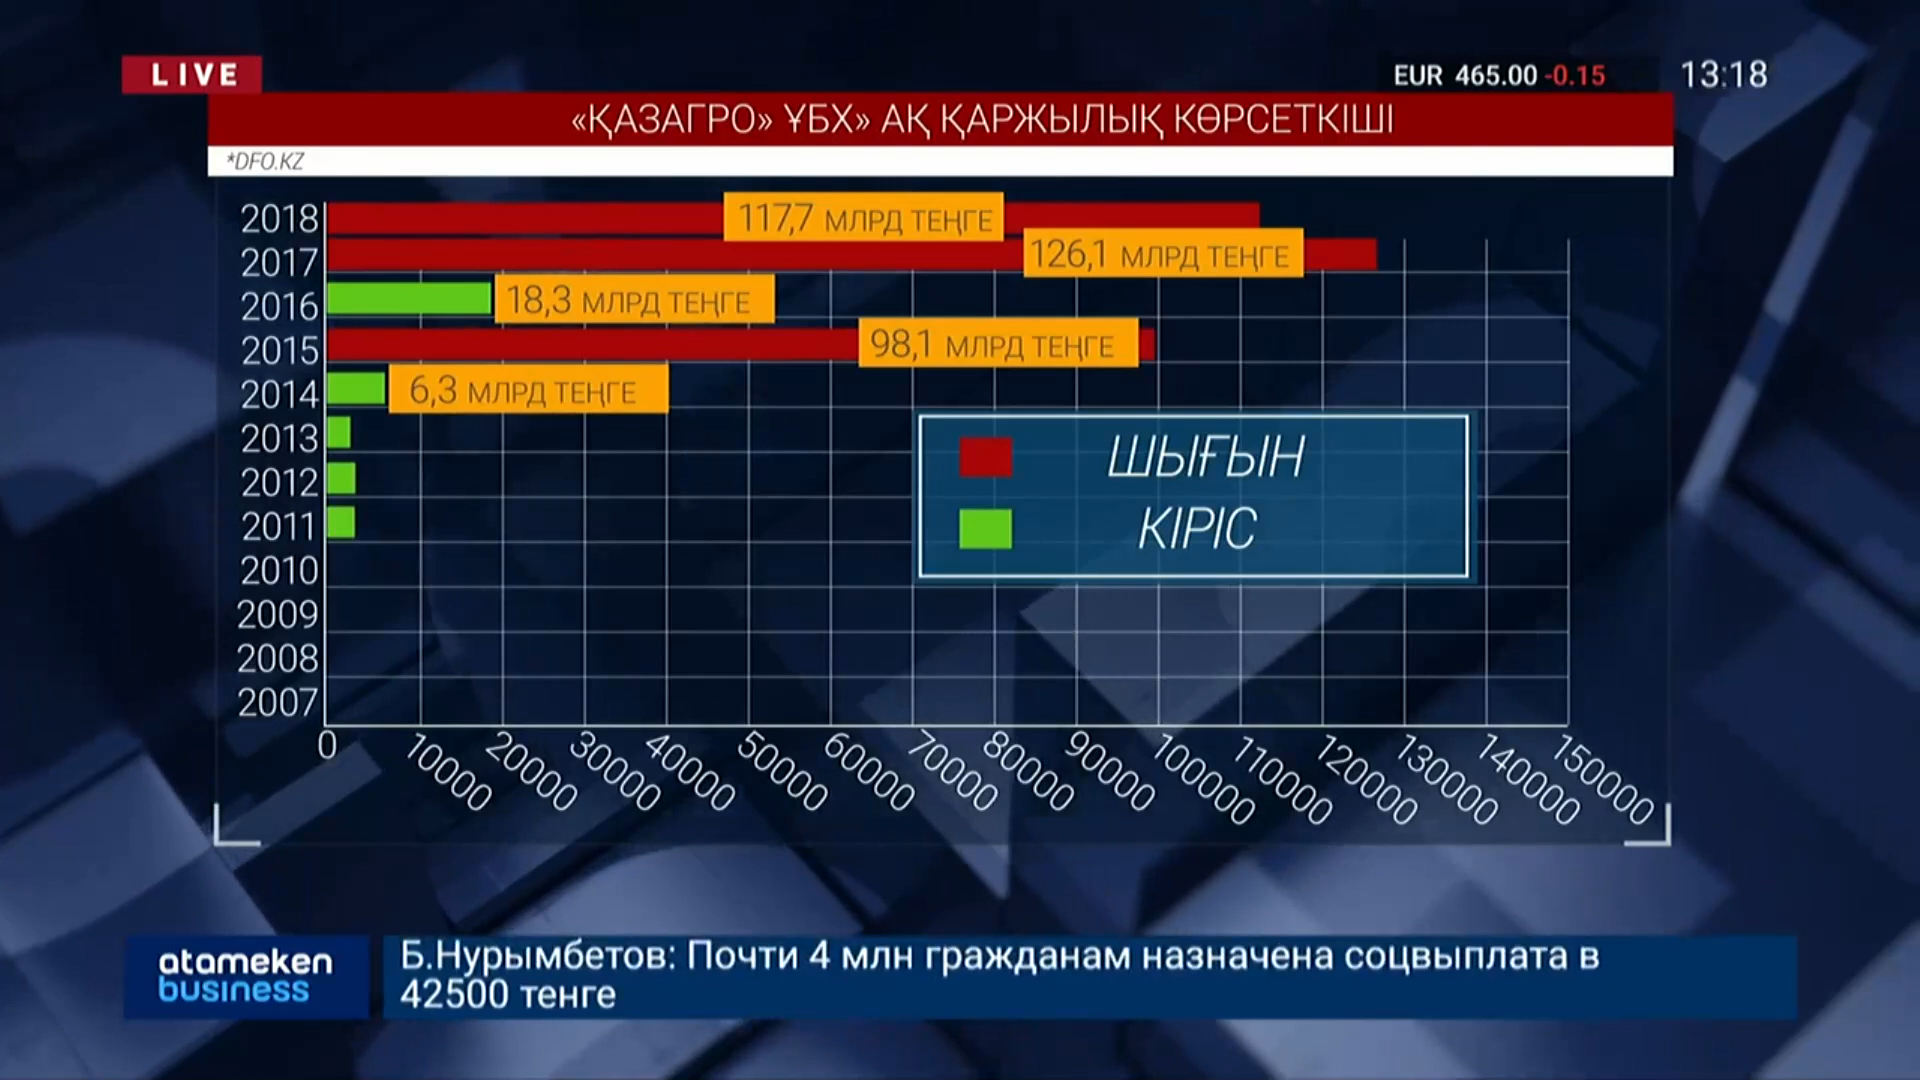 LIVE
EUR 465.00 -0.15
13:18
«ҚАЗАГРО» ҰБХ» АҚ ҚАРЖЫЛЫҚ КӨРСЕТКІШІ
*DFO.KZ
2018 117,7 МЛРД ТЕҢГЕ
2017 126,1 МЛРД ТЕҢГЕ
2016 18,3 МЛРД ТЕҢГЕ
2015 98,1 МЛРД ТЕҢГЕ
2014 6,3 МЛРД ТЕҢГЕ
2013
2012
2011
2010
2009
2008
2007
ШЫҒЫН
КІРІС
0 10000 20000 30000 40000 50000 60000 70000 80000 90000 100000 110000 120000 130000 140000 150000
atameken
business
Б.Нурымбетов: Почти 4 млн гражданам назначена соцвыплата в
42500 тенге